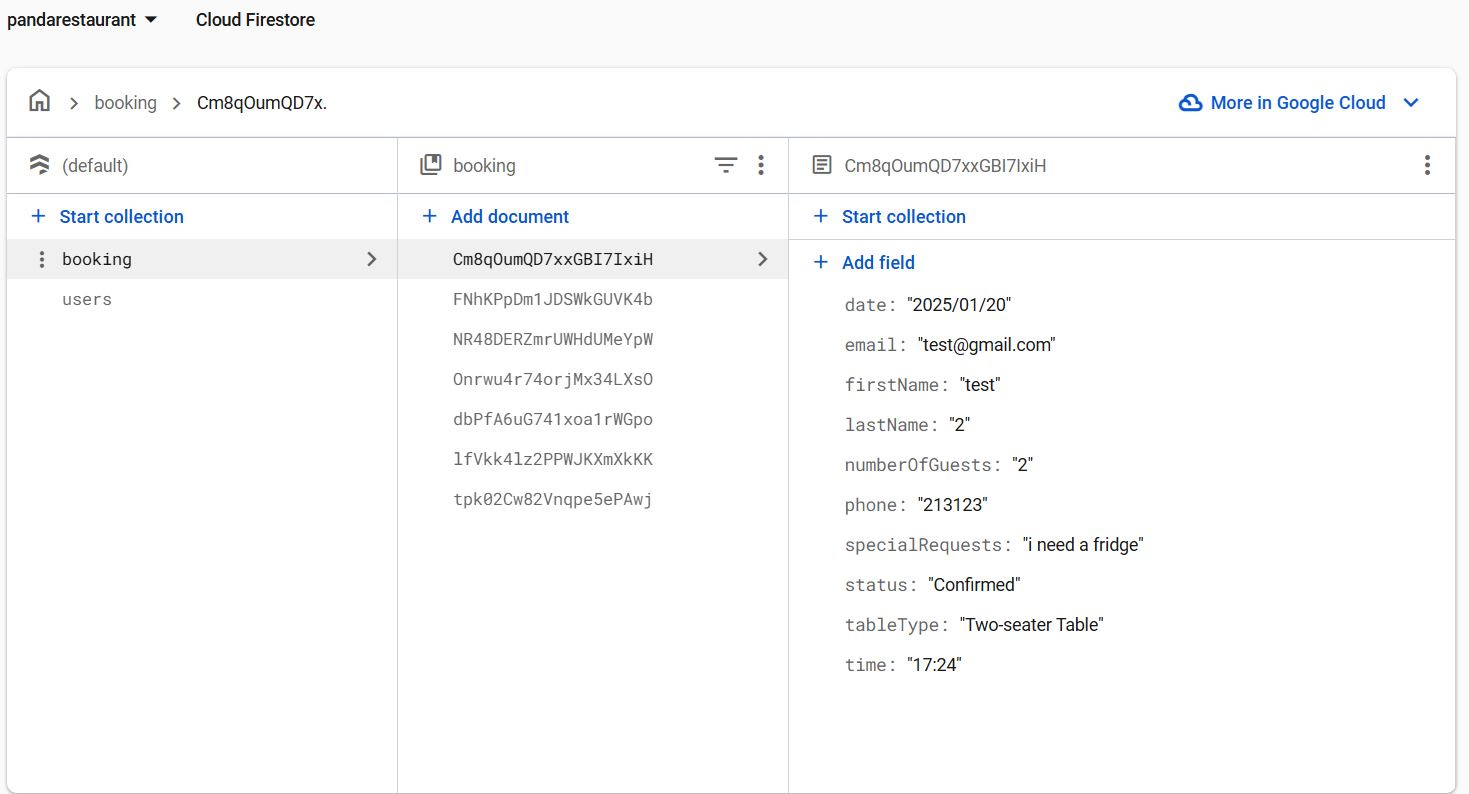 pandarestaurant Cloud Firestore
booking Cm8qOumQD7x.
More in Google Cloud
(default)
Start collection
booking
users
booking
Add document
Cm8qOumQD7xxGBI7IxiH
FNhKPpDm1JDSWkGUVK4b
NR48DERZmrUWHdUMeYpW
Onrwu4r74orjMx34LXsO
dbPfA6uG741xoa1rWGpo
lfVkk4lz2PPWJKXmXkKK
tpk02Cw82Vnqpe5ePAwj
Cm8qOumQD7xxGBI7IxiH
Start collection
Add field
date: "2025/01/20"
email: "test@gmail.com"
firstName: "test"
lastName: "2"
numberOfGuests: "2"
phone: "213123"
specialRequests: "i need a fridge"
status: "Confirmed"
tableType: "Two-seater Table"
time: "17:24"